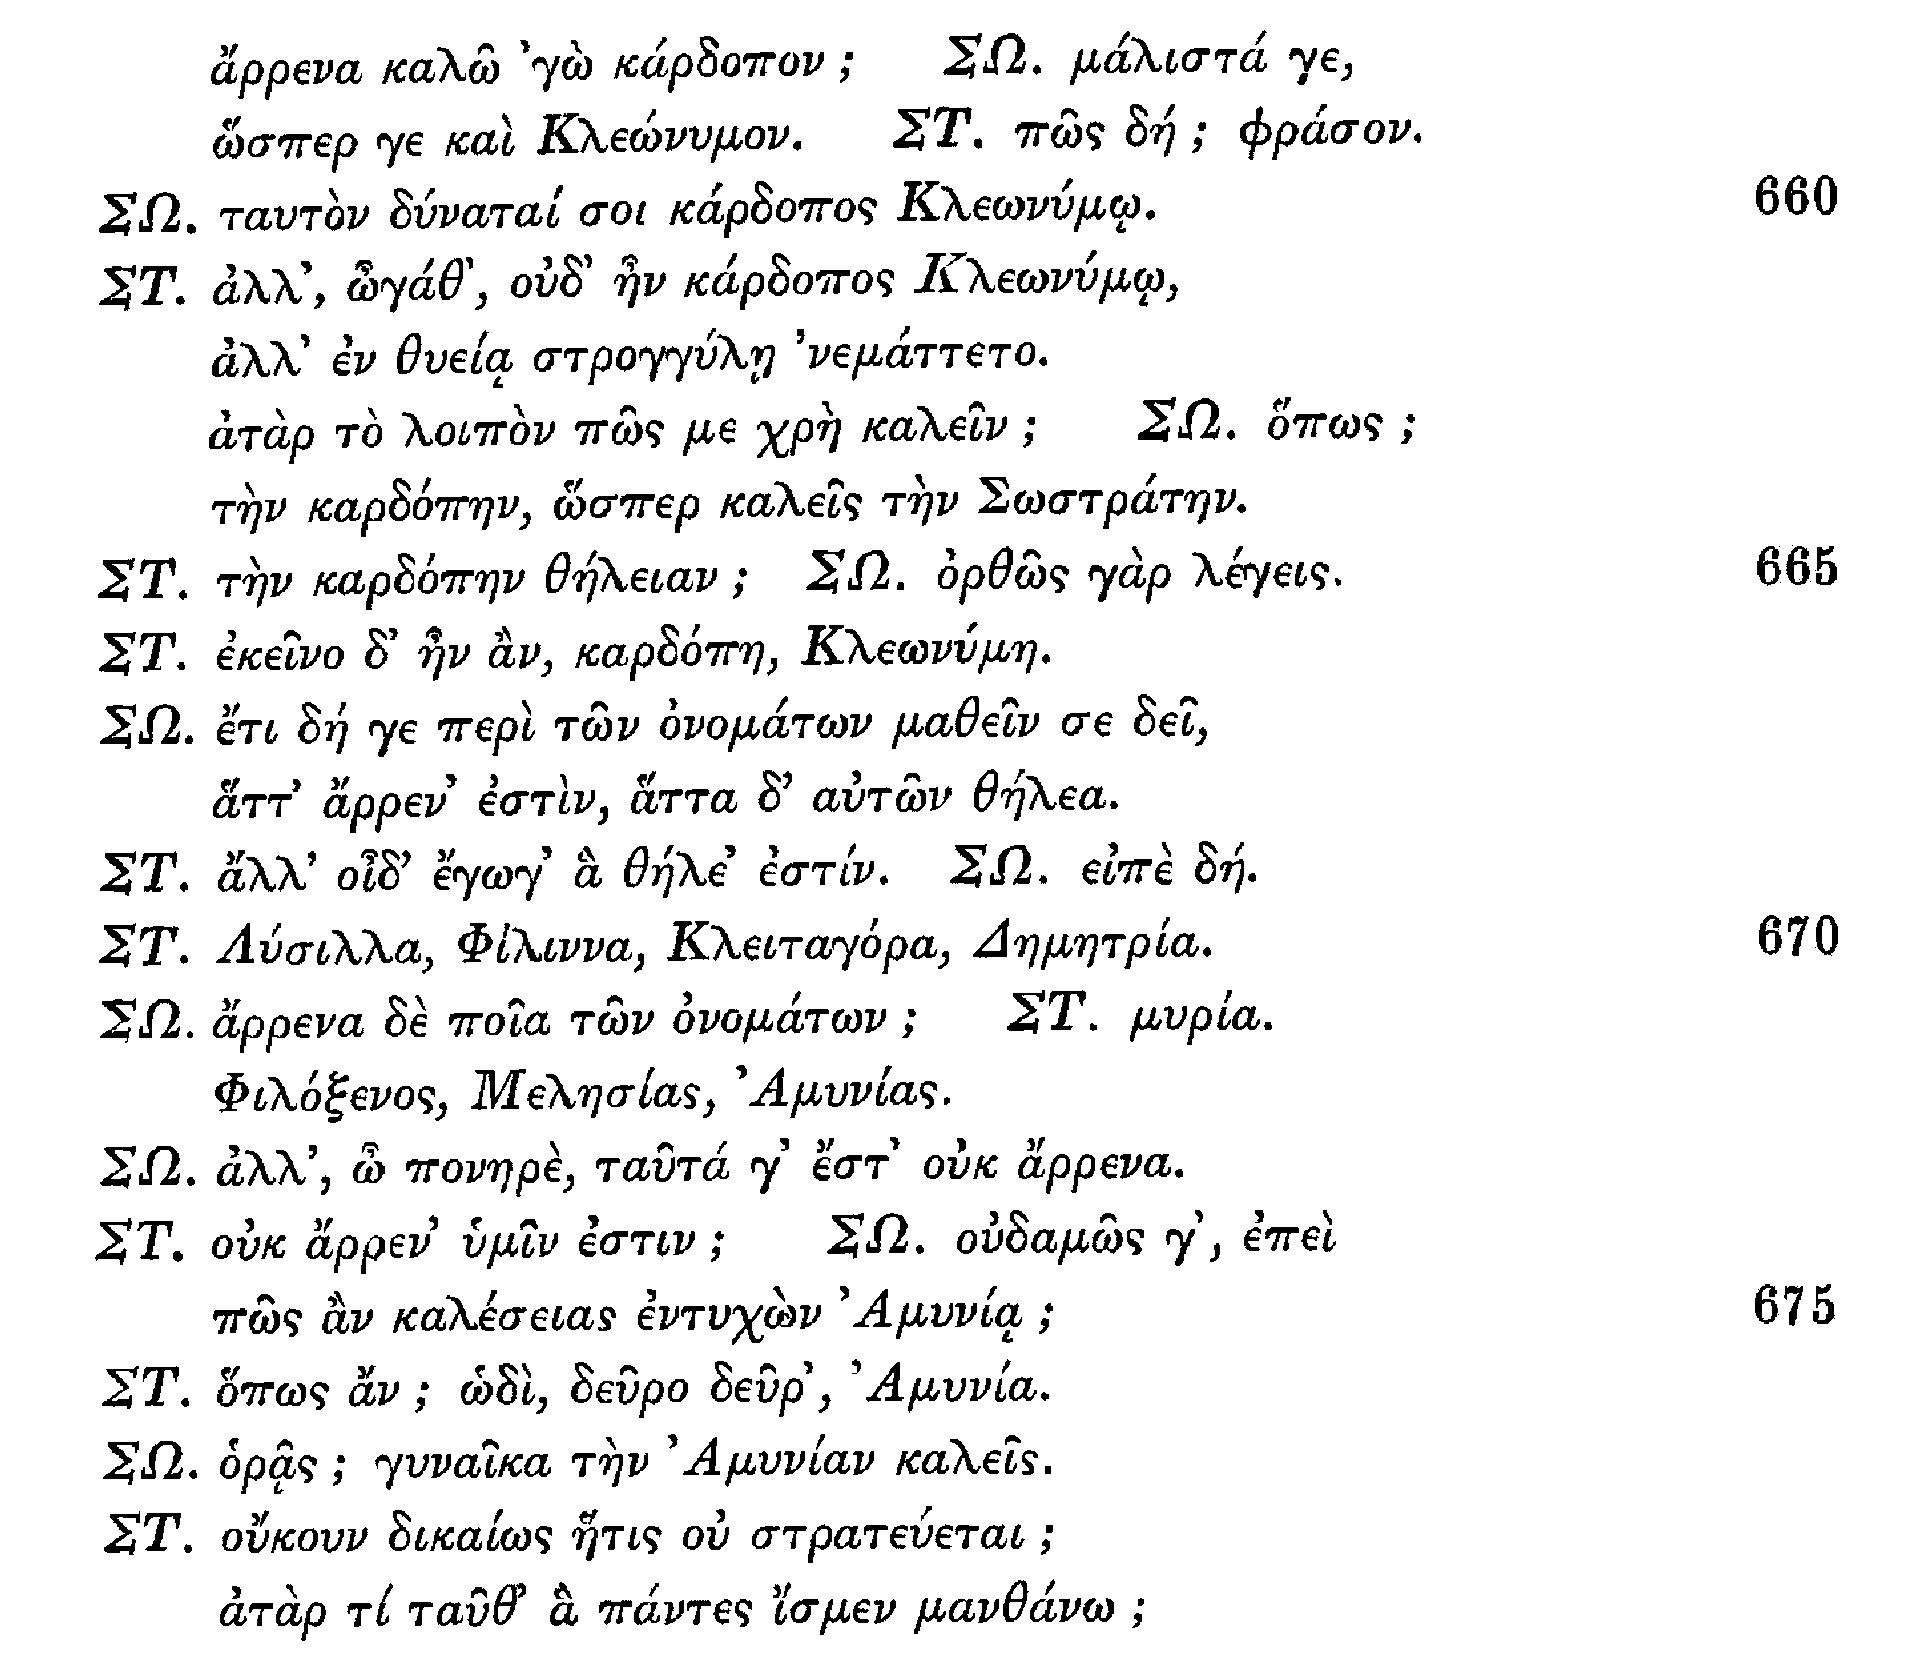 ἄρρενα καλῶ ’γὼ κάρδοπον ; ΣΩ. μάλιστά γε,
ὥσπερ γε καὶ Κλεώνυμον. ΣΤ. πῶς δή ; φράσον.
ΣΩ. ταυτὸν δύναταί σοι κάρδοπος Κλεωνύμῳ. 660
ΣΤ. ἀλλ’, ὦγάθ’, οὐδ’ ἦν κάρδοπος Κλεωνύμῳ,
ἀλλ’ ἐν θυείᾳ στρογγύλῃ ’νεμάττετο.
ἀτὰρ τὸ λοιπὸν πῶς με χρὴ καλεῖν ; ΣΩ. ὅπως ;
τὴν καρδόπην, ὥσπερ καλεῖς τὴν Σωστράτην.
ΣΤ. τὴν καρδόπην θήλειαν ; ΣΩ. ὀρθῶς γὰρ λέγεις. 665
ΣΤ. ἐκεῖνο δ’ ἦν ἂν, καρδόπη, Κλεωνύμη.
ΣΩ. ἔτι δή γε περὶ τῶν ὀνομάτων μαθεῖν σε δεῖ,
ἅττ’ ἄρρεν’ ἐστὶν, ἅττα δ’ αὐτῶν θήλεα.
ΣΤ. ἄλλ’ οἶδ’ ἔγωγ’ ἃ θήλε’ ἐστίν. ΣΩ. εἰπὲ δή.
ΣΤ. Λύσιλλα, Φίλιννα, Κλειταγόρα, Δημητρία. 670
ΣΩ. ἄρρενα δὲ ποῖα τῶν ὀνομάτων ; ΣΤ. μυρία.
Φιλόξενος, Μελησίας, Ἀμυνίας.
ΣΩ. ἀλλ’, ὦ πονηρὲ, ταῦτά γ’ ἔστ’ οὐκ ἄρρενα.
ΣΤ. οὐκ ἄρρεν’ ὑμῖν ἐστιν ; ΣΩ. οὐδαμῶς γ’, ἐπεὶ
πῶς ἂν καλέσειας ἐντυχὼν Ἀμυνίᾳ ; 675
ΣΤ. ὅπως ἄν ; ὡδὶ, δεῦρο δεῦρ’, Ἀμυνία.
ΣΩ. ὁρᾷς ; γυναῖκα τὴν Ἀμυνίαν καλεῖς.
ΣΤ. οὔκουν δικαίως ἥτις οὐ στρατεύεται ;
ἀτὰρ τί ταῦθ’ ἃ πάντες ἴσμεν μανθάνω ;